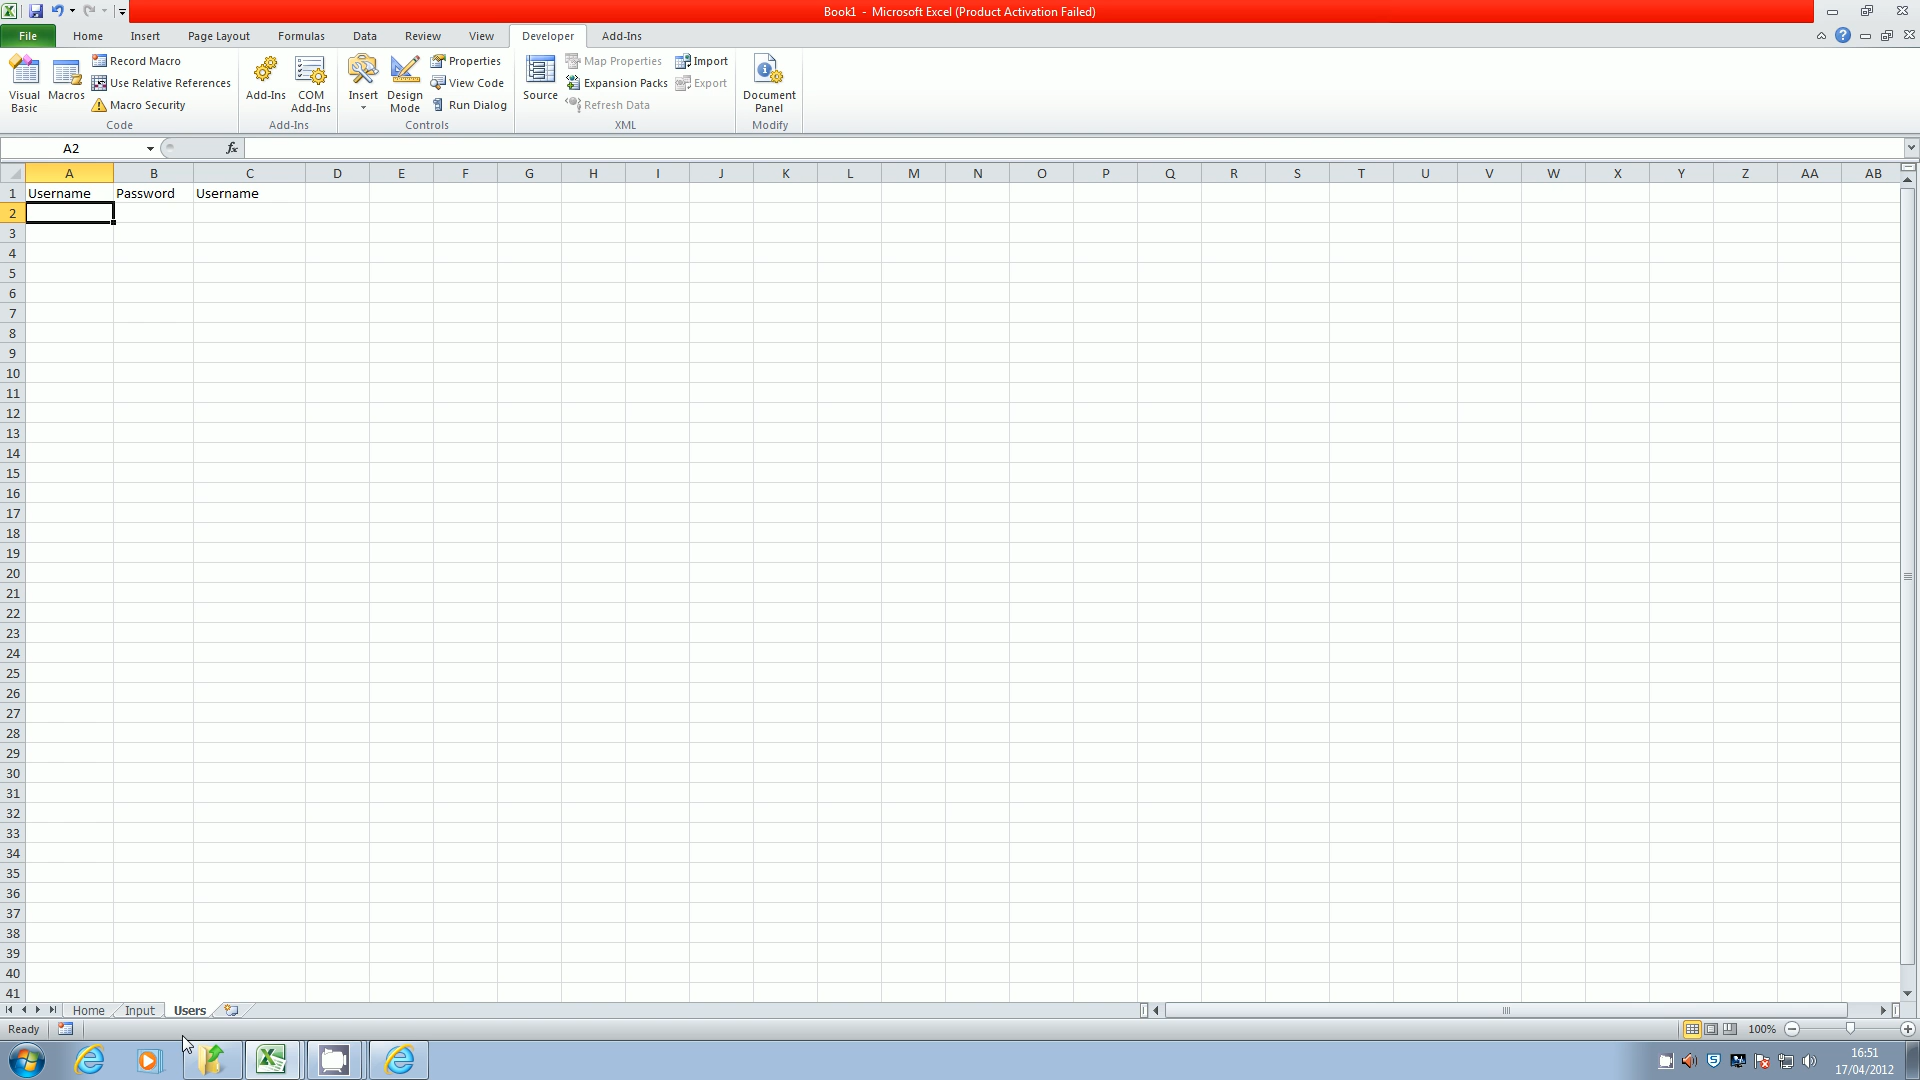 Book1 - Microsoft Excel (Product Activation Failed)
File Home Insert Page Layout Formulas Data Review View Developer Add-Ins
Visual Basic
Macros
Record Macro
Use Relative References
Macro Security
Code
Add-Ins
COM Add-Ins
Add-Ins
Insert
Design Mode
Properties
View Code
Run Dialog
Controls
Source
Map Properties
Expansion Packs
Refresh Data
Import
Export
XML
Document Panel
Modify
A2
fx
A B C D E F G H I J K L M N O P Q R S T U V W X Y Z AA AB
1 Username Password Username
2
3
4
5
6
7
8
9
10
11
12
13
14
15
16
17
18
19
20
21
22
23
24
25
26
27
28
29
30
31
32
33
34
35
36
37
38
39
40
41
Home Input Users
Ready
100%
16:51
17/04/2012